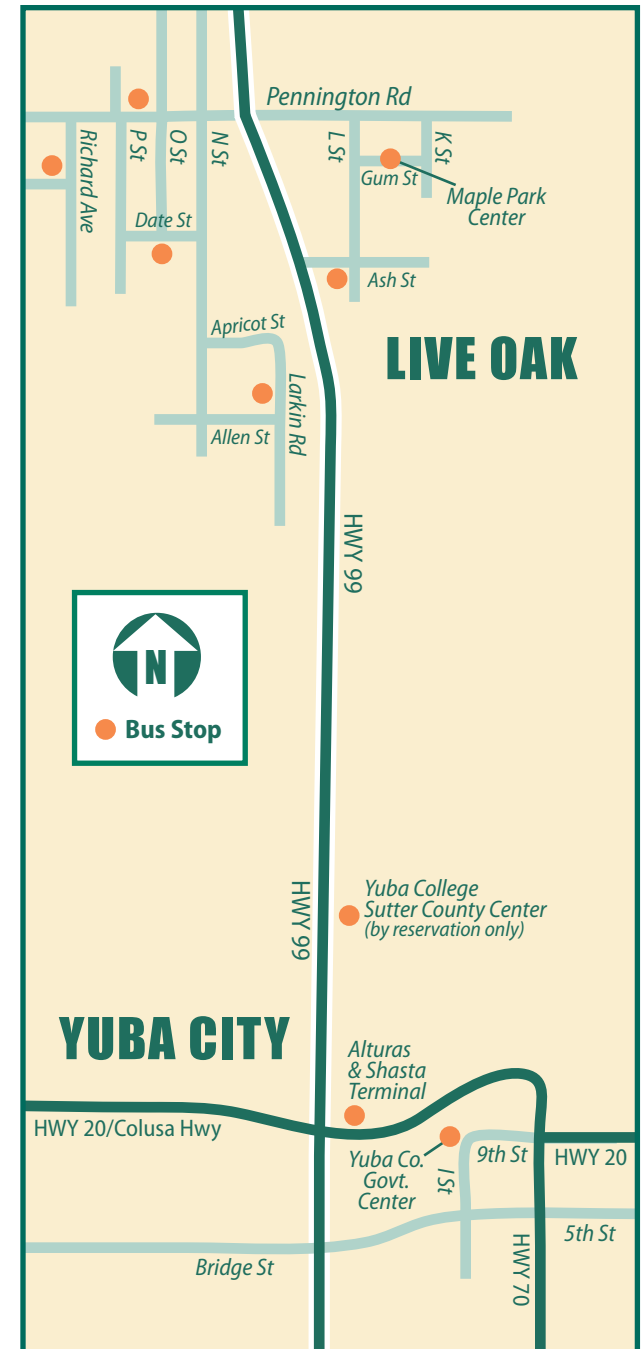 Pennington Rd
Richard Ave
P St
O St
N St
L St
K St
Gum St
Maple Park
Center
Date St
Ash St
Apricot St
LIVE OAK
Larkin Rd
Allen St
HWY 99
N
Bus Stop
HWY 99
Yuba College
Sutter County Center
(by reservation only)
YUBA CITY
Alturas
& Shasta
Terminal
HWY 20/Colusa Hwy
Yuba Co.
Govt.
Center
I St
9th St
HWY 20
5th St
HWY 70
Bridge St